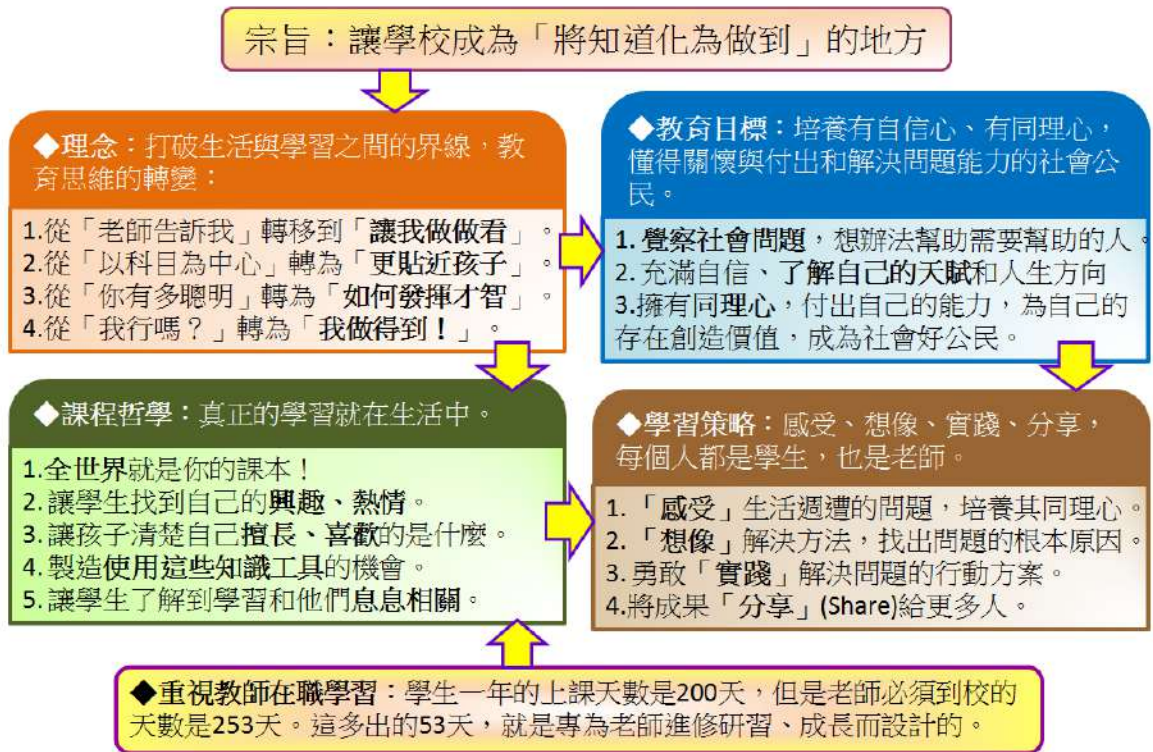 宗旨：讓學校成為「將知道化為做到」的地方
◆理念：打破生活與學習之間的界線，教
育思維的轉變：
1.從「老師告訴我」轉移到「讓我做做看」。
2.從「以科目為中心」轉為「更貼近孩子」。
3.從「你有多聰明」轉為「如何發揮才智」。
4.從「我行嗎？」轉為「我做得到！」。
◆教育目標：培養有自信心、有同理心，
懂得關懷與付出和解決問題能力的社會公
民。
1. 覺察社會問題，想辦法幫助需要幫助的人。
2. 充滿自信、了解自己的天賦和人生方向
3.擁有同理心，付出自己的能力，為自己的
存在創造價值，成為社會好公民。
◆課程哲學：真正的學習就在生活中。
1.全世界就是你的課本！
2. 讓學生找到自己的興趣、熱情。
3. 讓孩子清楚自己擅長、喜歡的是什麼。
4. 製造使用這些知識工具的機會。
5. 讓學生了解到學習和他們息息相關。
◆學習策略：感受、想像、實踐、分享，
每個人都是學生，也是老師。
1. 「感受」生活週遭的問題，培養其同理心。
2. 「想像」解決方法，找出問題的根本原因。
3. 勇敢「實踐」解決問題的行動方案。
4.將成果「分享」(Share)給更多人。
◆重視教師在職學習：學生一年的上課天數是200天，但是老師必須到校的
天數是253天。這多出的53天，就是專為老師進修研習、成長而設計的。